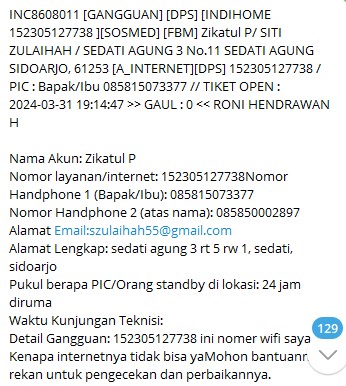 INC8608011 [GANGGUAN] [DPS] [INDIHOME
152305127738 ][SOSMED] [FBM] Zikatul P/ SITI
ZULAIHAH / SEDATI AGUNG 3 No.11 SEDATI AGUNG
SIDOARJO, 61253 [A_INTERNET][DPS] 152305127738 /
PIC : Bapak/Ibu 085815073377 // TIKET OPEN :
2024-03-31 19:14:47 >> GAUL : 0 << RONI HENDRAWAN
H
Nama Akun: Zikatul P
Nomor layanan/internet: 152305127738Nomor
Handphone 1 (Bapak/Ibu): 085815073377
Nomor Handphone 2 (atas nama): 085850002897
Alamat Email:szulaihah55@gmail.com
Alamat Lengkap: sedati agung 3 rt 5 rw 1, sedati,
sidoarjo
Pukul berapa PIC/Orang standby di lokasi: 24 jam
diruma
Waktu Kunjungan Teknisi:
Detail Gangguan: 152305127738 ini nomer wifi saya
Kenapa internetnya tidak bisa yaMohon
rekan untuk pengecekan dan perbaikannya.
129